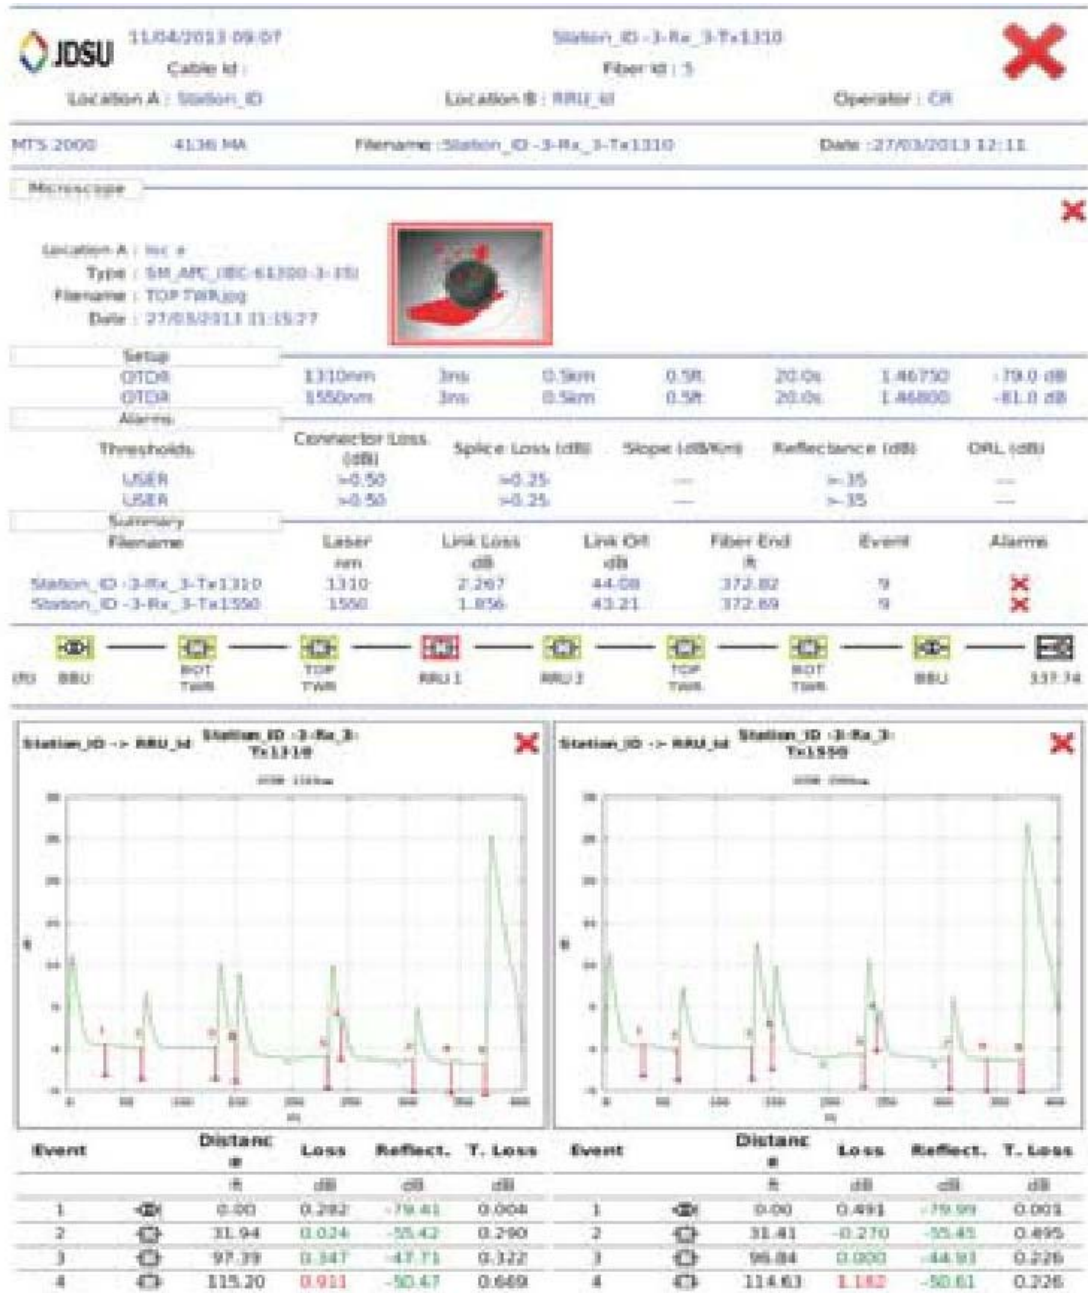 JDSU
11/04/2013 09:07
Station_ID -3-Rx_3-Tx1310
Cable Id :
Fiber Id : 5
Location A : Station_ID
Location B : RRU_Id
Operator : CR
MTS 2000
4136 MA
Filename :Station_ID -3-Rx_3-Tx1310
Date :27/03/2013 12:11
Microscope
Location A : loc a
Type : SM_APC_(IEC-61300-3-35)
Filename : TOP TWR.jpg
Date : 27/03/2013 11:15:27
Setup
OTDR 1310nm 3ns 0.5km 0.5ft 20.0s 1.46750 -79.0 dB
OTDR 1550nm 3ns 0.5km 0.5ft 20.0s 1.46800 -81.0 dB
Alarms
Thresholds Connector Loss (dB) Splice Loss (dB) Slope (dB/Km) Reflectance (dB) ORL (dB)
USER >0.50 >0.25 --- >-35 ---
USER >0.50 >0.25 --- >-35 ---
Summary
Filename Laser Link Loss Link Orl Fiber End Event Alarms
nm dB dB ft
Station_ID -3-Rx_3-Tx1310 1310 2.267 44.08 372.82 9
Station_ID -3-Rx_3-Tx1550 1550 1.856 43.21 372.69 9
(ft) BBU BOT TWR TOP TWR RRU 1 RRU 2 TOP TWR BOT TWR BBU 337.74
Station_ID -> RRU_Id Station_ID -3-Rx_3-Tx1310
Station_ID -> RRU_Id Station_ID -3-Rx_3-Tx1550
Event Distance Loss Reflect. T. Loss
ft dB dB dB
1 0.00 0.282 -79.41 0.004
2 31.94 0.024 -55.42 0.290
3 97.39 0.347 -47.71 0.322
4 115.20 0.911 -50.47 0.669
Event Distance Loss Reflect. T. Loss
ft dB dB dB
1 0.00 0.491 -79.99 0.001
2 31.41 -0.270 -55.45 0.495
3 96.84 0.000 -44.93 0.226
4 114.63 1.182 -50.61 0.226